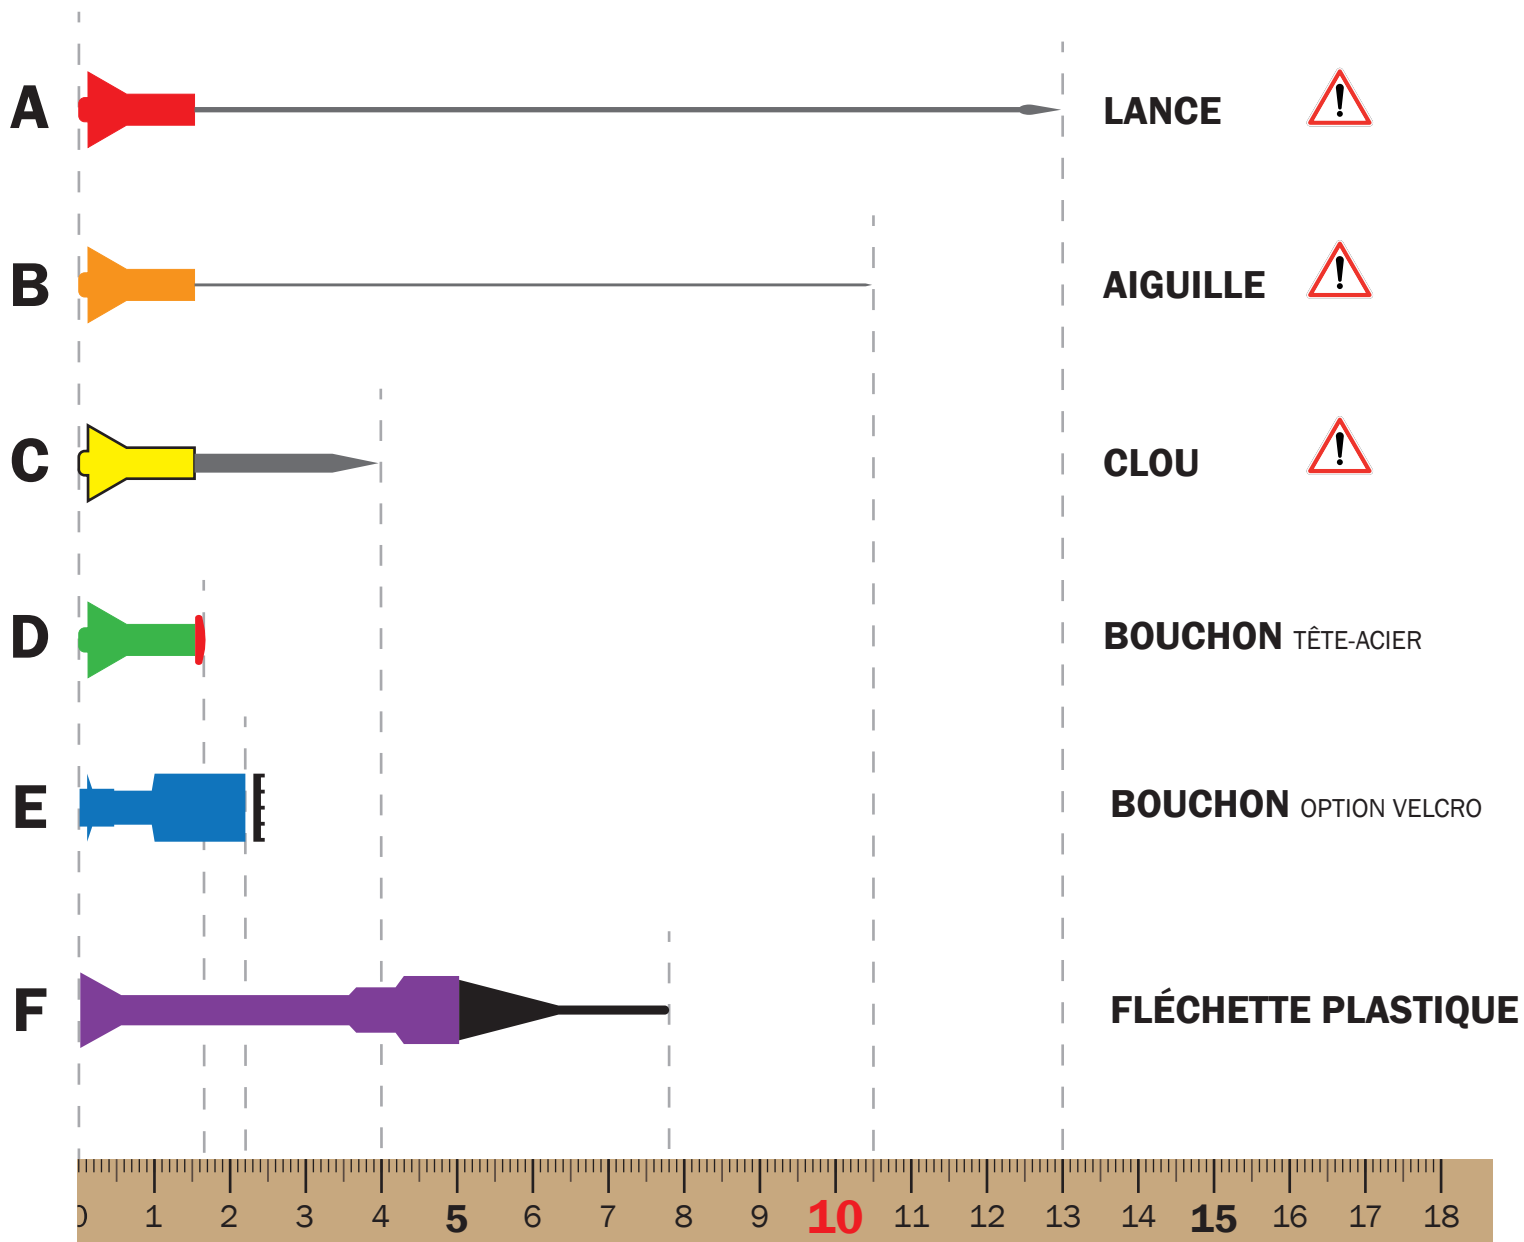 A LANCE
B AIGUILLE
C CLOU
D BOUCHON TÊTE-ACIER
E BOUCHON OPTION VELCRO
F FLÉCHETTE PLASTIQUE
0 1 2 3 4 5 6 7 8 9 10 11 12 13 14 15 16 17 18